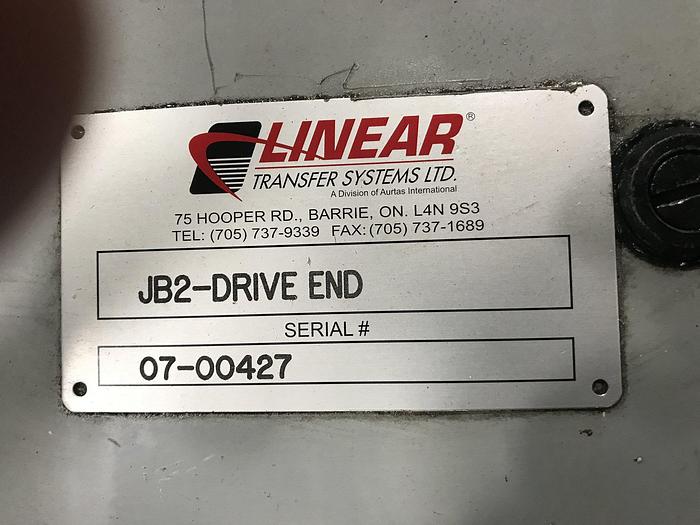 LINEAR®
TRANSFER SYSTEMS LTD.
A Division of Aurtas International
75 HOOPER RD., BARRIE, ON. L4N 9S3
TEL: (705) 737-9339 FAX: (705) 737-1689
JB2-DRIVE END
SERIAL #
07-00427